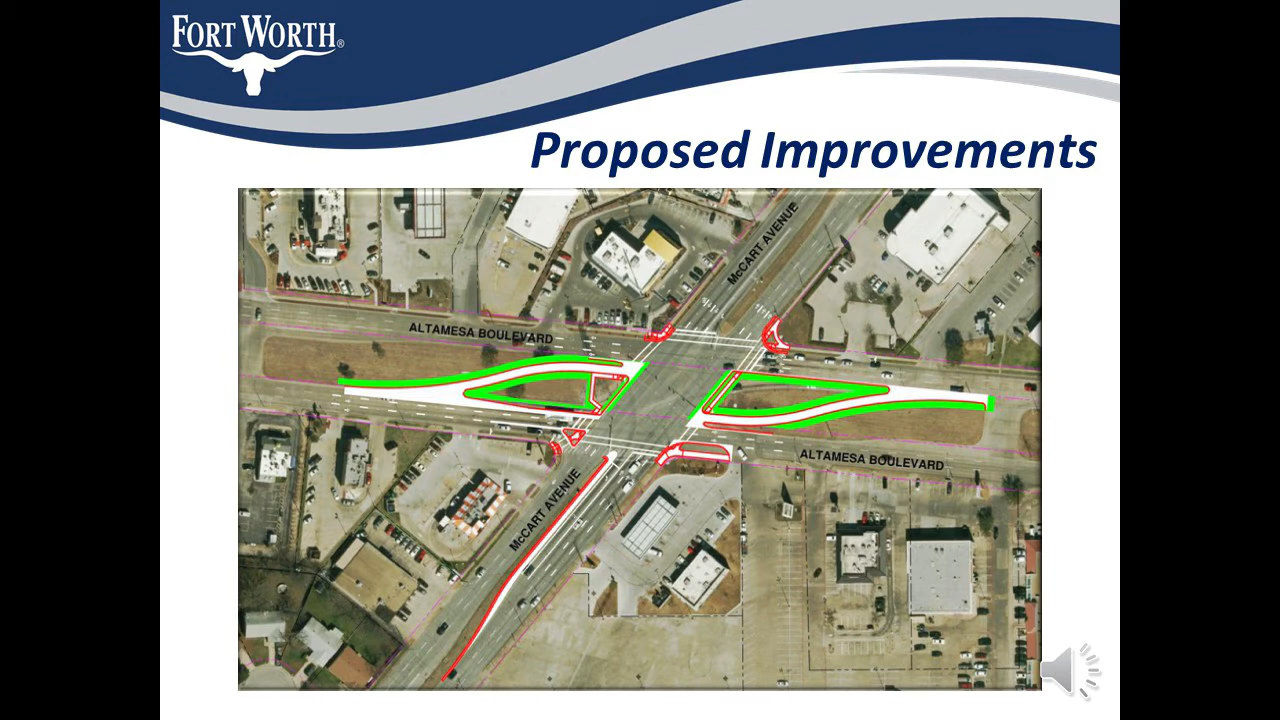 FORT WORTH®
Proposed Improvements
McCART AVENUE
ALTAMESA BOULEVARD
ALTAMESA BOULEVARD
McCART AVENUE